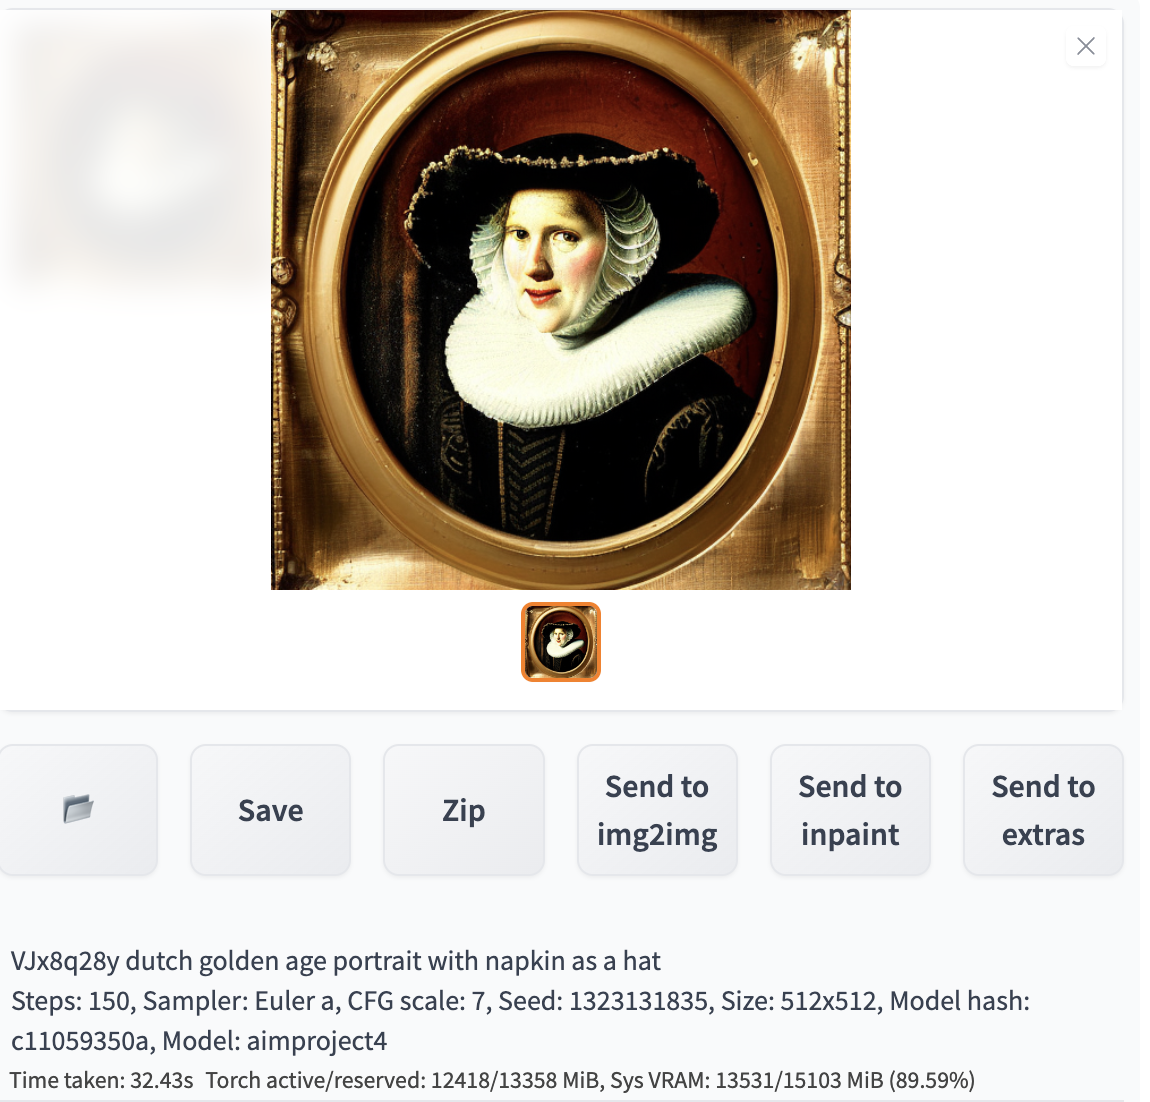 Save
Zip
Send to
img2img
Send to
inpaint
Send to
extras
VJx8q28y dutch golden age portrait with napkin as a hat
Steps: 150, Sampler: Euler a, CFG scale: 7, Seed: 1323131835, Size: 512x512, Model hash:
c11059350a, Model: aimproject4
Time taken: 32.43s Torch active/reserved: 12418/13358 MiB, Sys VRAM: 13531/15103 MiB (89.59%)